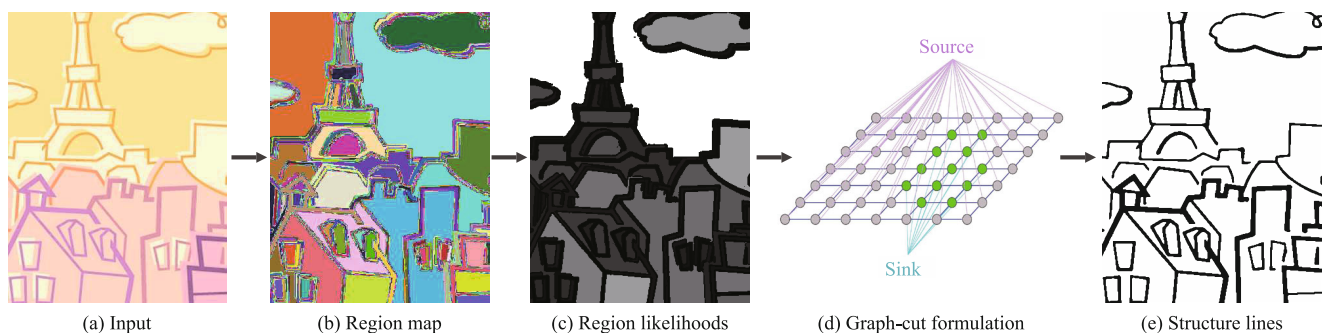 Source
Sink
(a) Input
(b) Region map
(c) Region likelihoods
(d) Graph-cut formulation
(e) Structure lines